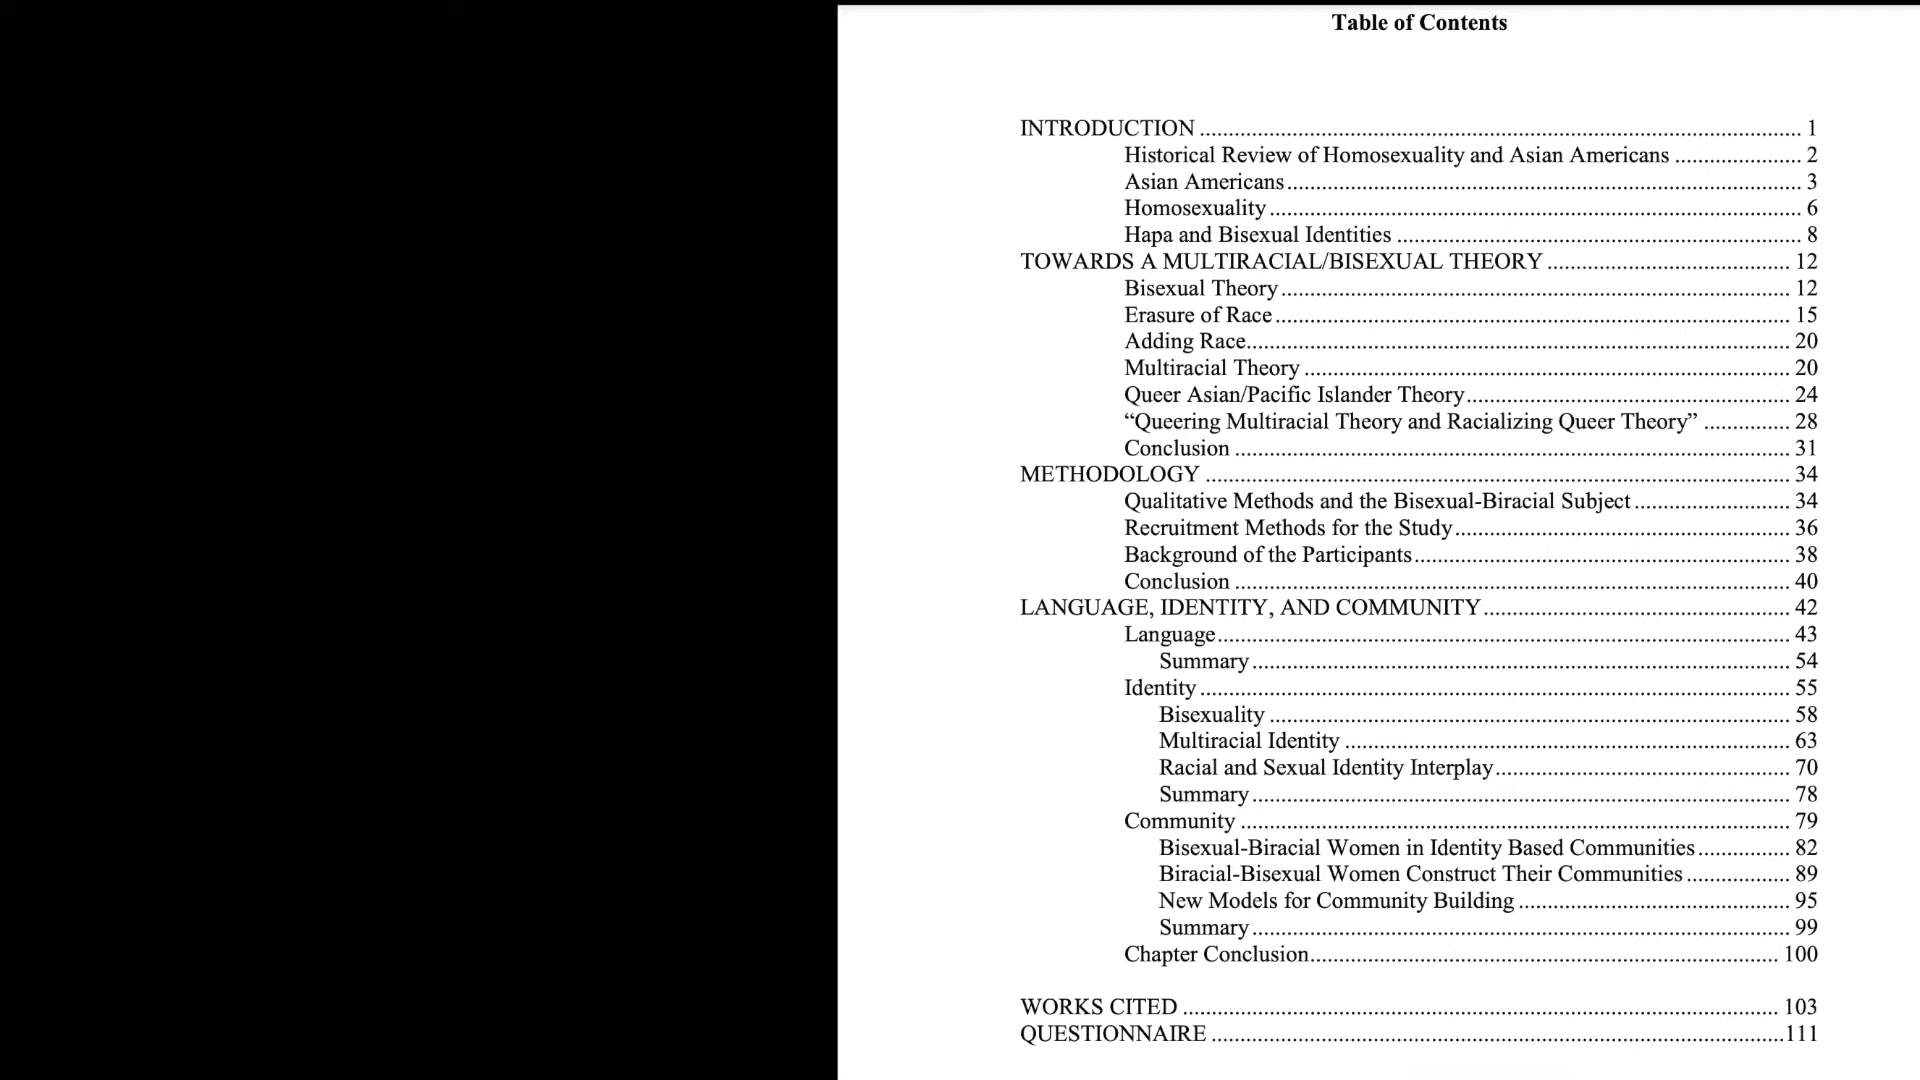 Table of Contents
INTRODUCTION ........................................................................................................ 1
Historical Review of Homosexuality and Asian Americans ...................... 2
Asian Americans ......................................................................................... 3
Homosexuality ............................................................................................ 6
Hapa and Bisexual Identities ...................................................................... 8
TOWARDS A MULTIRACIAL/BISEXUAL THEORY .......................................... 12
Bisexual Theory ........................................................................................ 12
Erasure of Race ......................................................................................... 15
Adding Race.............................................................................................. 20
Multiracial Theory .................................................................................... 20
Queer Asian/Pacific Islander Theory........................................................ 24
“Queering Multiracial Theory and Racializing Queer Theory” ............... 28
Conclusion ................................................................................................ 31
METHODOLOGY ..................................................................................................... 34
Qualitative Methods and the Bisexual-Biracial Subject ........................... 34
Recruitment Methods for the Study .......................................................... 36
Background of the Participants ................................................................. 38
Conclusion ................................................................................................ 40
LANGUAGE, IDENTITY, AND COMMUNITY ..................................................... 42
Language ................................................................................................... 43
Summary ............................................................................................. 54
Identity ...................................................................................................... 55
Bisexuality .......................................................................................... 58
Multiracial Identity ............................................................................. 63
Racial and Sexual Identity Interplay ................................................... 70
Summary ............................................................................................. 78
Community ............................................................................................... 79
Bisexual-Biracial Women in Identity Based Communities ................ 82
Biracial-Bisexual Women Construct Their Communities .................. 89
New Models for Community Building ............................................... 95
Summary ............................................................................................. 99
Chapter Conclusion................................................................................. 100
WORKS CITED ....................................................................................................... 103
QUESTIONNAIRE ...................................................................................................111